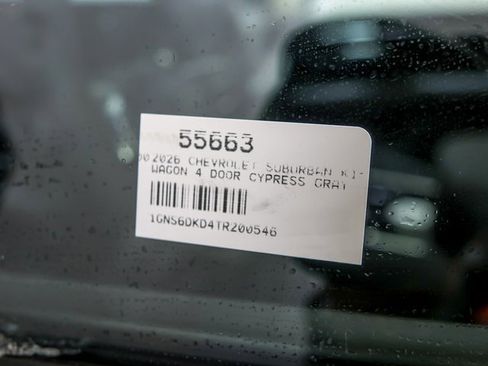 55663
2026 CHEVROLET SUBURBAN
WAGON 4 DOOR CYPRESS GRAY
1GNS6DKD4TR200546